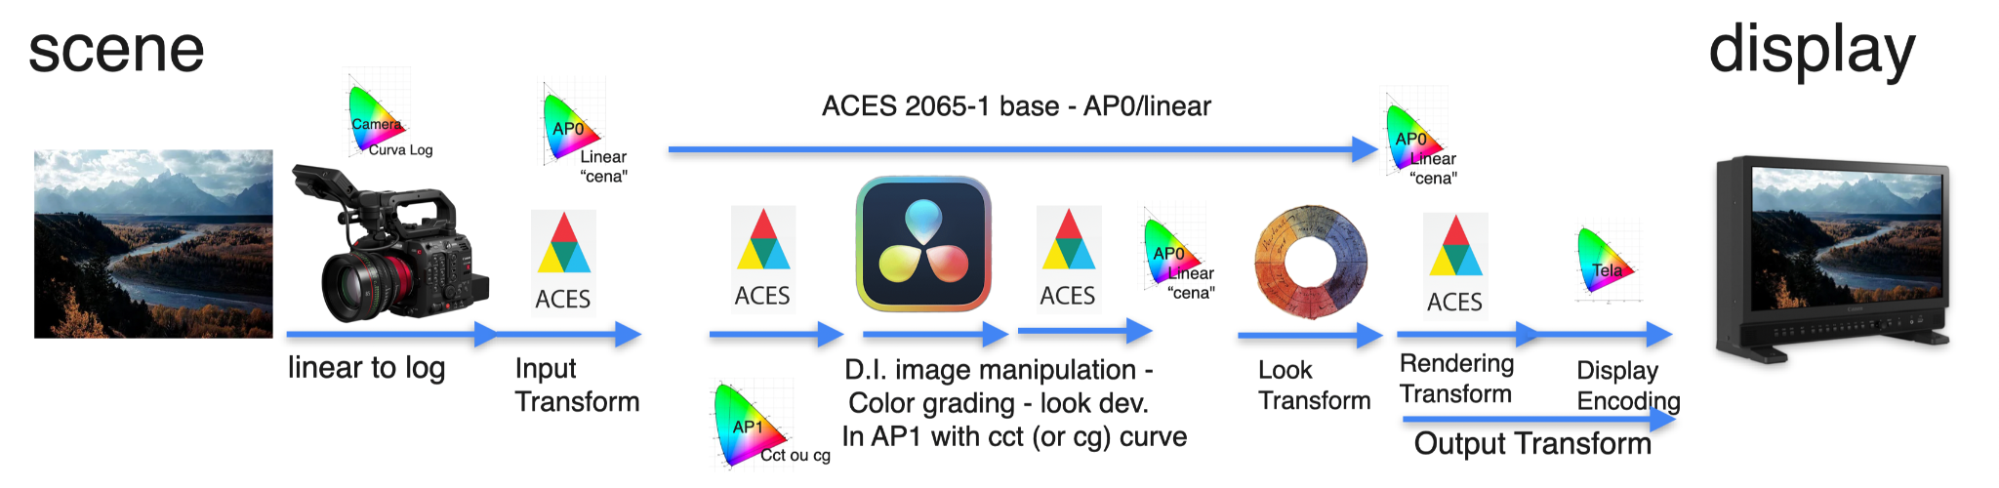 scene
display
Camera
Curva Log
AP0
Linear
“cena"
ACES 2065-1 base - AP0/linear
AP0
Linear
“cena"
ACES
ACES
ACES
AP0
Linear
“cena"
ACES
Tela
linear to log
Input
Transform
AP1
Cct ou cg
D.I. image manipulation -
Color grading - look dev.
In AP1 with cct (or cg) curve
Look
Transform
Rendering
Transform
Display
Encoding
Output Transform